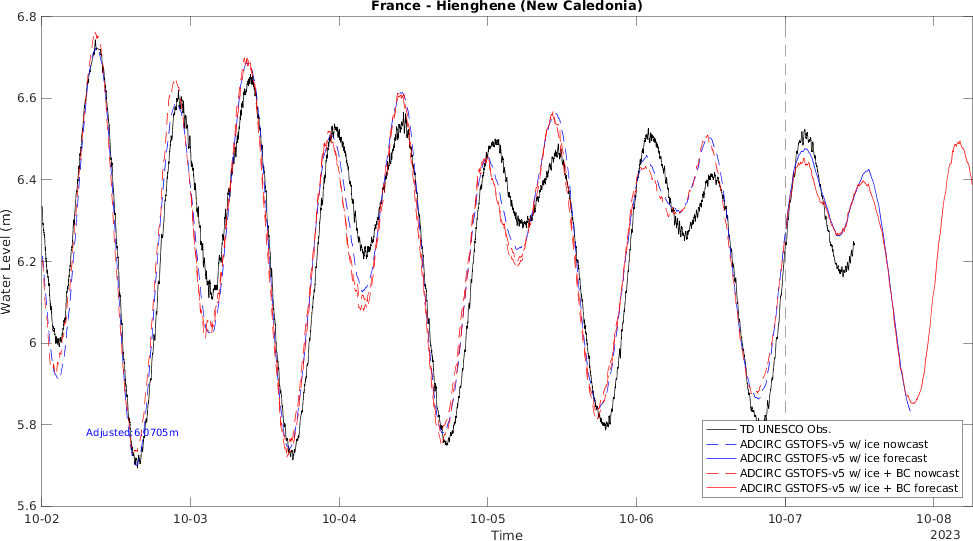 France - Hienghene (New Caledonia)
6.8
6.6
6.4
6.2
6
5.8
5.6
Water Level (m)
Adjusted:6.0705m
TD UNESCO Obs.
ADCIRC GSTOFS-v5 w/ ice nowcast
ADCIRC GSTOFS-v5 w/ ice forecast
ADCIRC GSTOFS-v5 w/ ice + BC nowcast
ADCIRC GSTOFS-v5 w/ ice + BC forecast
10-02 10-03 10-04 10-05 10-06 10-07 10-08
Time
2023